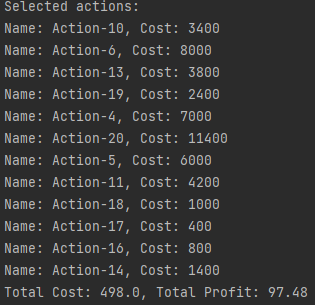 Selected actions:
Name: Action-10, Cost: 3400
Name: Action-6, Cost: 8000
Name: Action-13, Cost: 3800
Name: Action-19, Cost: 2400
Name: Action-4, Cost: 7000
Name: Action-20, Cost: 11400
Name: Action-5, Cost: 6000
Name: Action-11, Cost: 4200
Name: Action-18, Cost: 1000
Name: Action-17, Cost: 400
Name: Action-16, Cost: 800
Name: Action-14, Cost: 1400
Total Cost: 498.0, Total Profit: 97.48